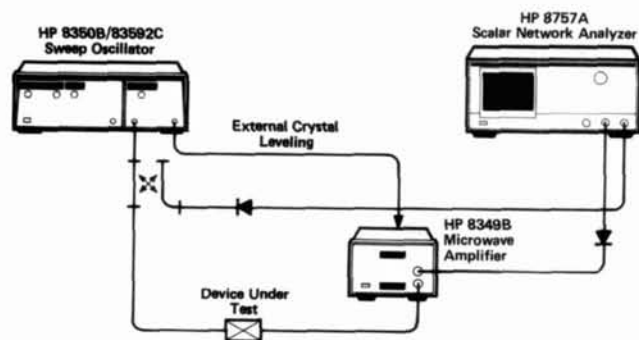 HP 8350B/83592C
Sweep Oscillator
HP 8757A
Scalar Network Analyzer
External Crystal
Leveling
HP 8349B
Microwave
Amplifier
Device Under
Test